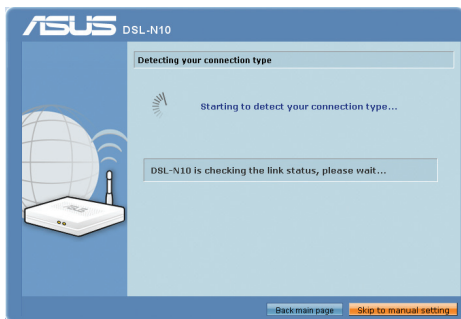 ASUS DSL-N10
Detecting your connection type
Starting to detect your connection type...
DSL-N10 is checking the link status, please wait...
ASUS
Back main page Skip to manual setting